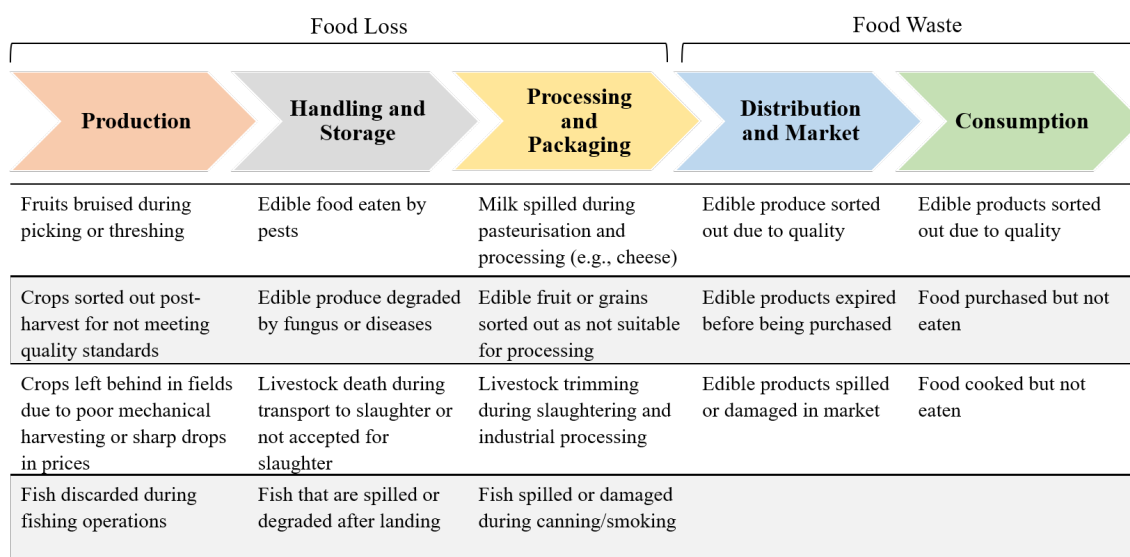 Food Loss
Food Waste
Production
Handling and
Storage
Processing
and
Packaging
Distribution
and Market
Consumption
Fruits bruised during
picking or threshing
Edible food eaten by
pests
Milk spilled during
pasteurisation and
processing (e.g., cheese)
Edible produce sorted
out due to quality
Edible products sorted
out due to quality
Crops sorted out post-
harvest for not meeting
quality standards
Edible produce degraded
by fungus or diseases
Edible fruit or grains
sorted out as not suitable
for processing
Edible products expired
before being purchased
Food purchased but not
eaten
Crops left behind in fields
due to poor mechanical
harvesting or sharp drops
in prices
Livestock death during
transport to slaughter or
not accepted for
slaughter
Livestock trimming
during slaughtering and
industrial processing
Edible products spilled
or damaged in market
Food cooked but not
eaten
Fish discarded during
fishing operations
Fish that are spilled or
degraded after landing
Fish spilled or damaged
during canning/smoking